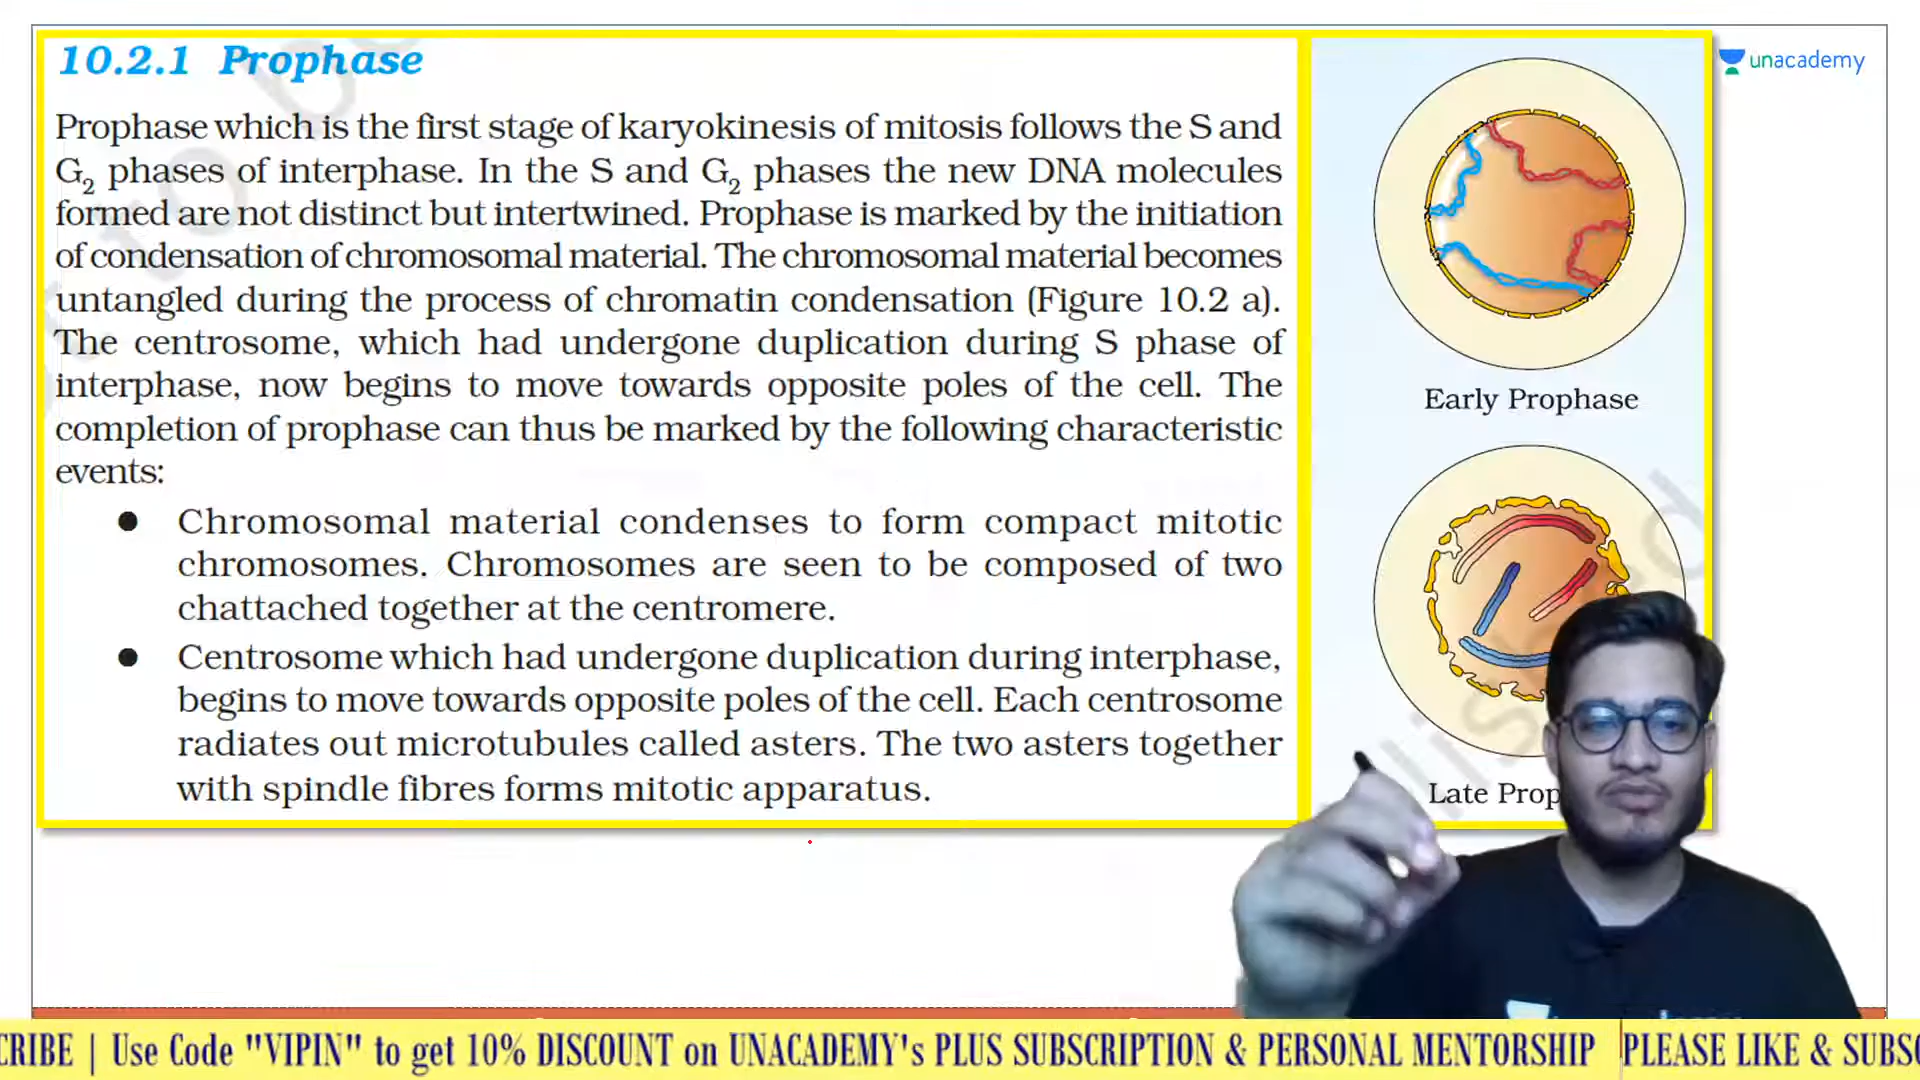 10.2.1 Prophase
unacademy
Prophase which is the first stage of karyokinesis of mitosis follows the S and
G₂ phases of interphase. In the S and G₂ phases the new DNA molecules
formed are not distinct but intertwined. Prophase is marked by the initiation
of condensation of chromosomal material. The chromosomal material becomes
untangled during the process of chromatin condensation (Figure 10.2 a).
The centrosome, which had undergone duplication during S phase of
interphase, now begins to move towards opposite poles of the cell. The
completion of prophase can thus be marked by the following characteristic
events:
● Chromosomal material condenses to form compact mitotic
chromosomes. Chromosomes are seen to be composed of two
chattached together at the centromere.
● Centrosome which had undergone duplication during interphase,
begins to move towards opposite poles of the cell. Each centrosome
radiates out microtubules called asters. The two asters together
with spindle fibres forms mitotic apparatus.
Early Prophase
Late Prop
CRIBE | Use Code "VIPIN" to get 10% DISCOUNT on UNACADEMY's PLUS SUBSCRIPTION & PERSONAL MENTORSHIP PLEASE LIKE & SUBSC